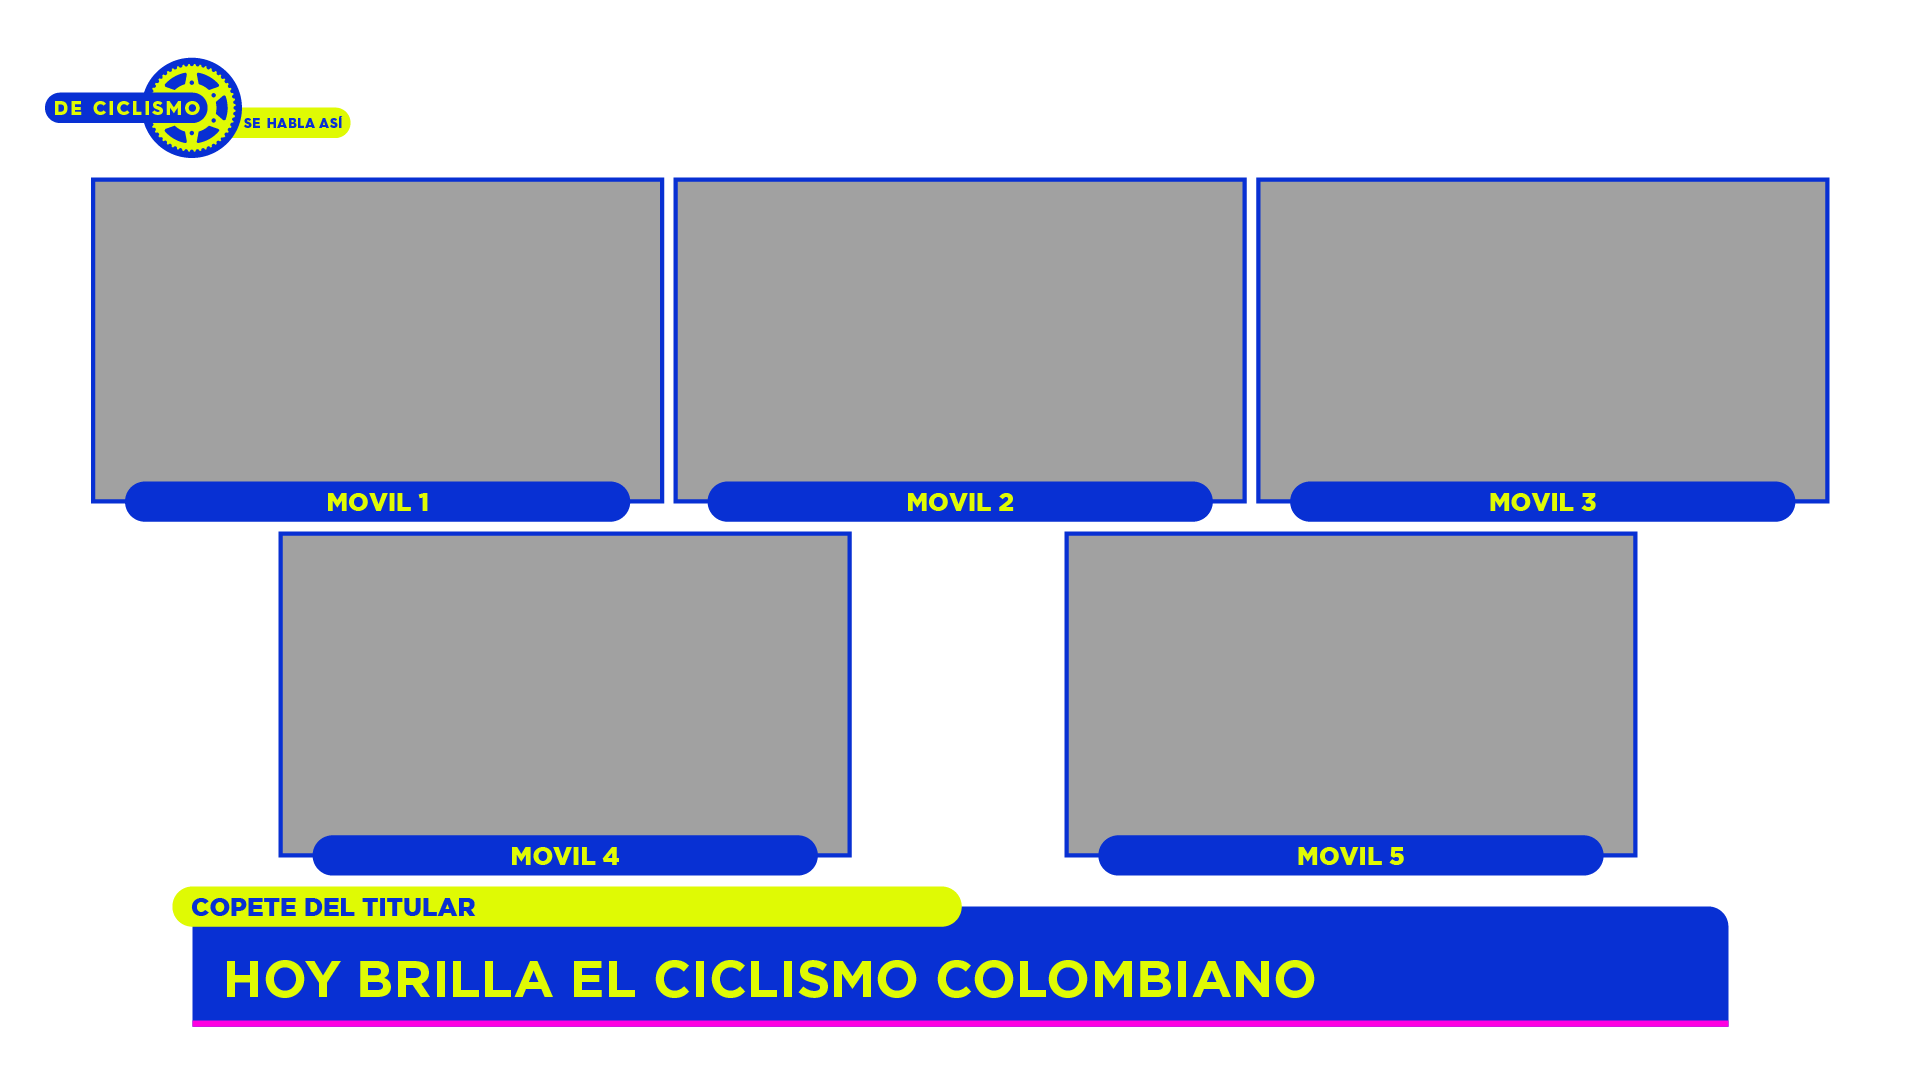 DE CICLISMO
SE HABLA ASÍ
MOVIL 1
MOVIL 2
MOVIL 3
MOVIL 4
MOVIL 5
COPETE DEL TITULAR
HOY BRILLA EL CICLISMO COLOMBIANO